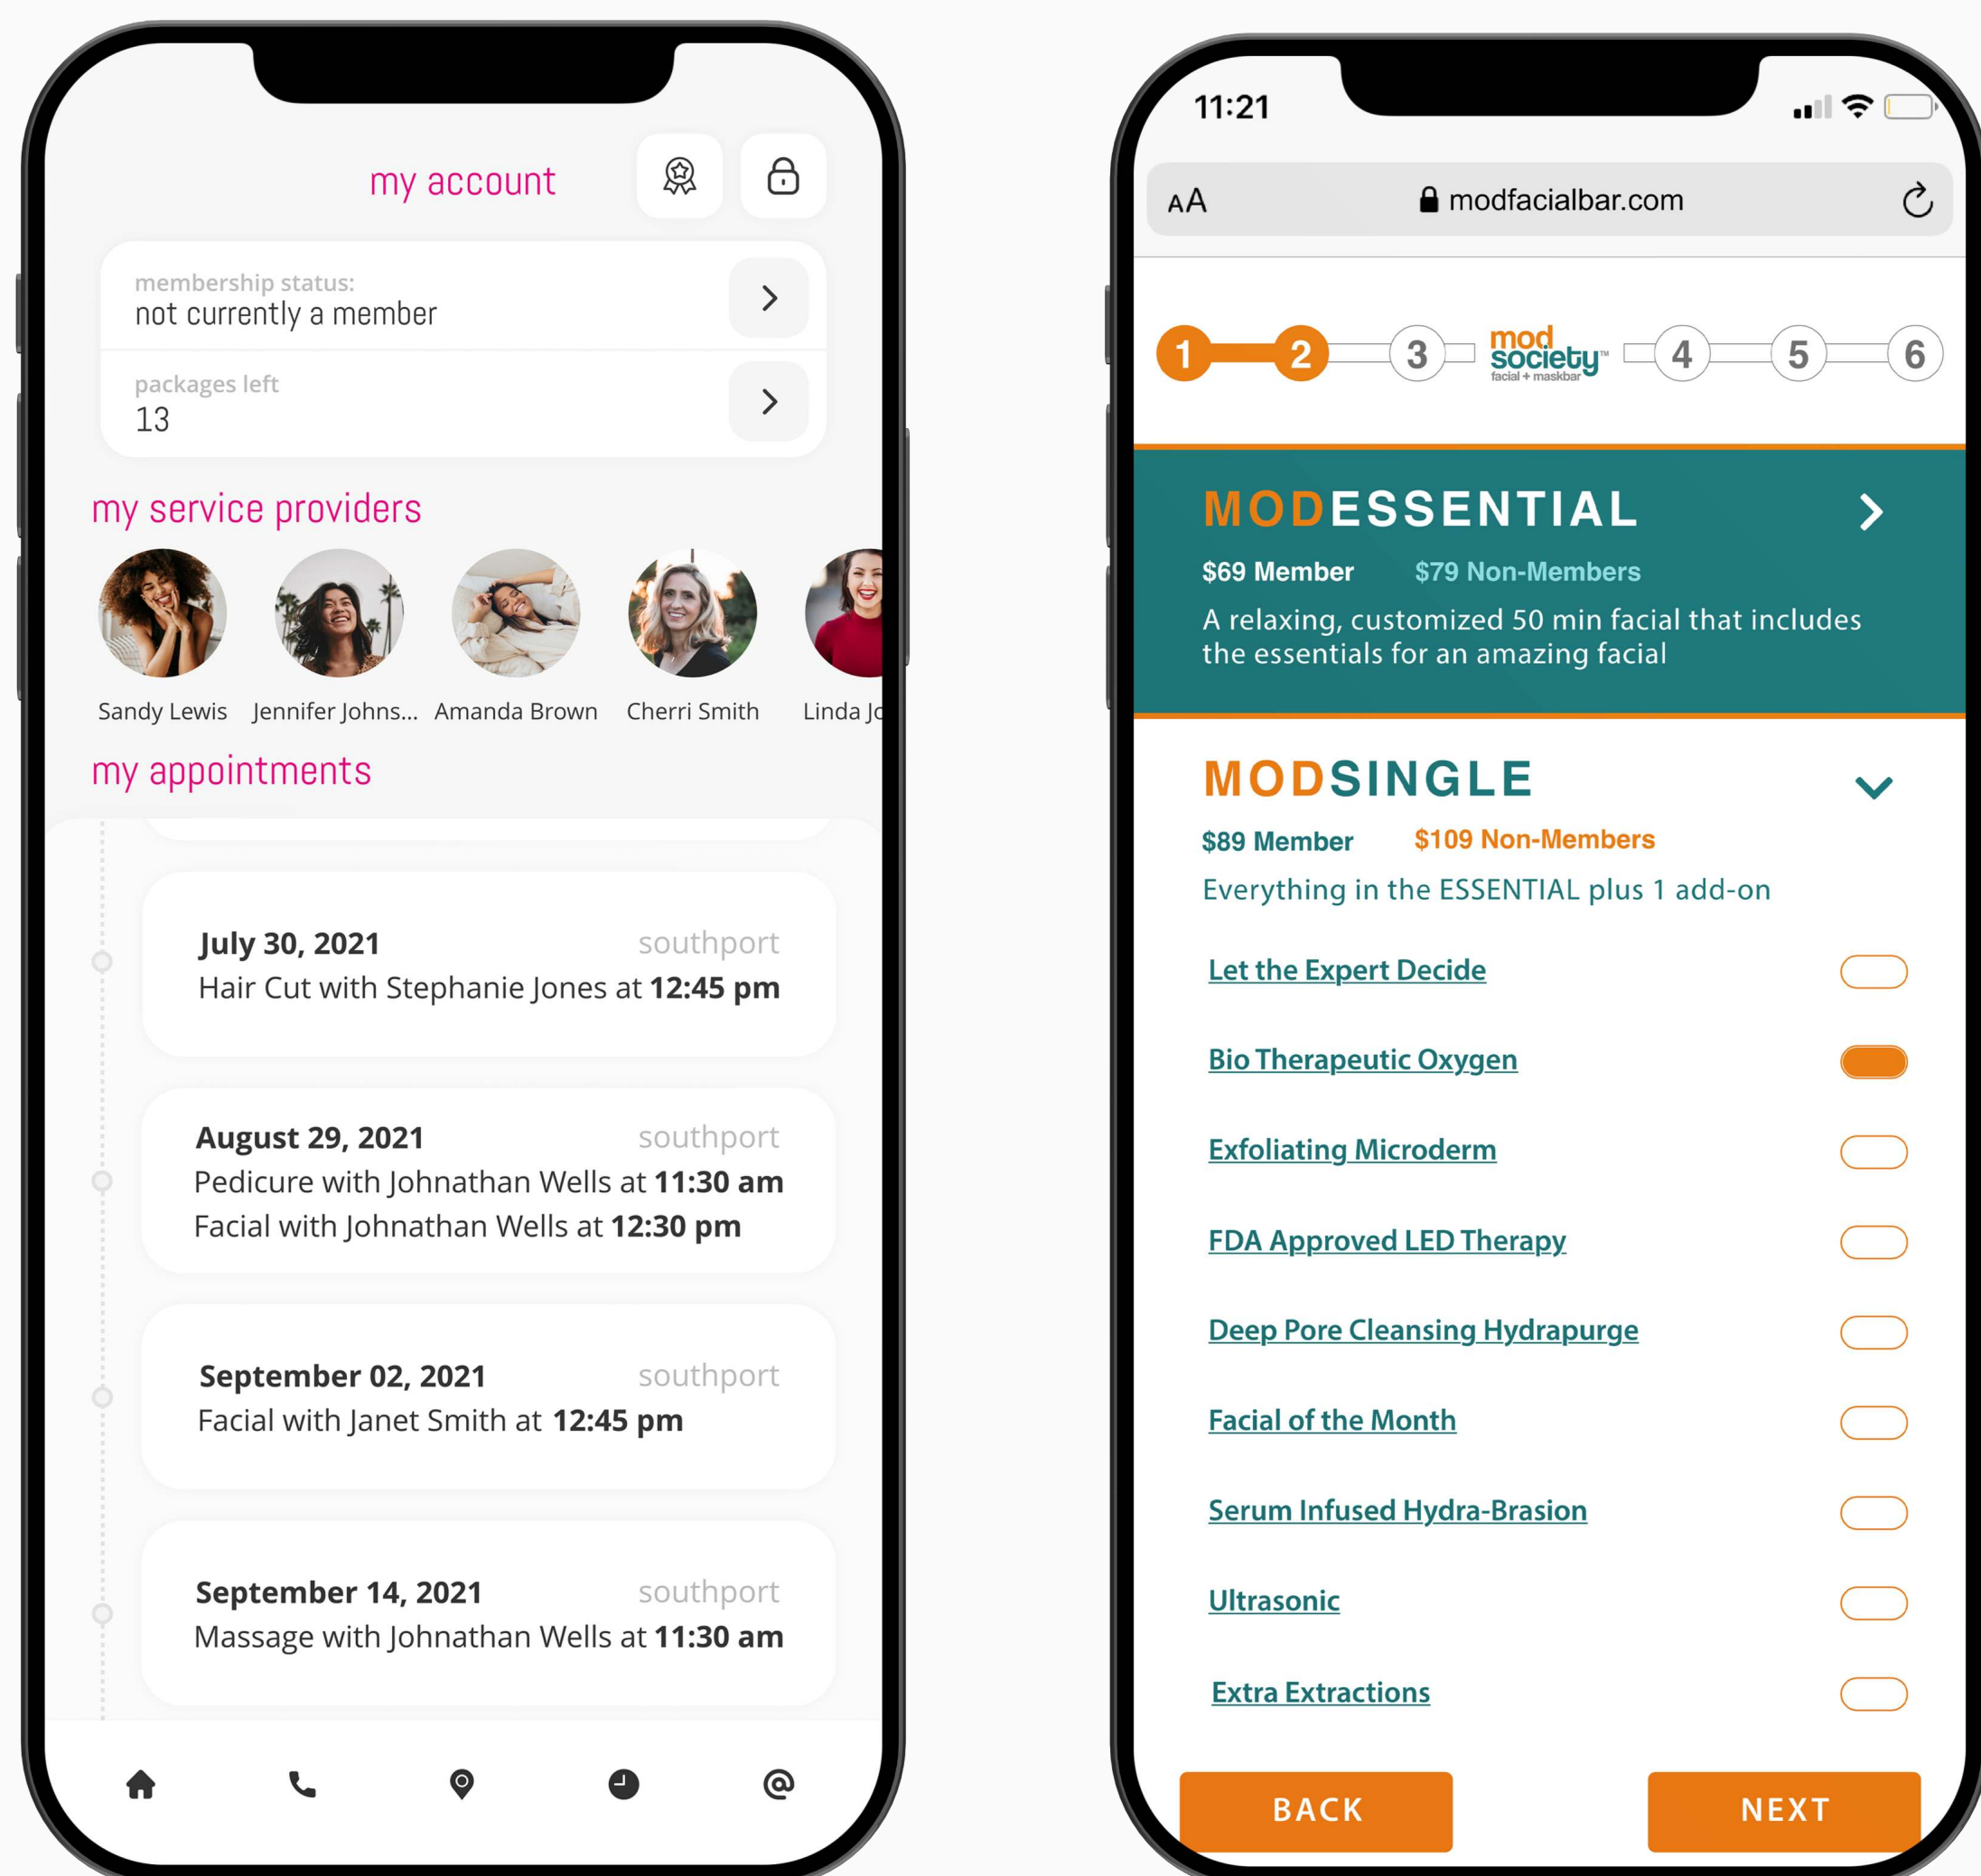 my account
membership status:
not currently a member
packages left
13
my service providers
Sandy Lewis
Jennifer Johns...
Amanda Brown
Cherri Smith
Linda Jo
my appointments
July 30, 2021
southport
Hair Cut with Stephanie Jones at 12:45 pm
August 29, 2021
southport
Pedicure with Johnathan Wells at 11:30 am
Facial with Johnathan Wells at 12:30 pm
September 02, 2021
southport
Facial with Janet Smith at 12:45 pm
September 14, 2021
southport
Massage with Johnathan Wells at 11:30 am
@
11:21
AA
modfacialbar.com
1
2
3
mod
society™
facial + maskbar
4
5
6
MODESSENTIAL
$69 Member
$79 Non-Members
A relaxing, customized 50 min facial that includes
the essentials for an amazing facial
MODSINGLE
$89 Member
$109 Non-Members
Everything in the ESSENTIAL plus 1 add-on
Let the Expert Decide
Bio Therapeutic Oxygen
Exfoliating Microderm
FDA Approved LED Therapy
Deep Pore Cleansing Hydrapurge
Facial of the Month
Serum Infused Hydra-Brasion
Ultrasonic
Extra Extractions
BACK
NEXT